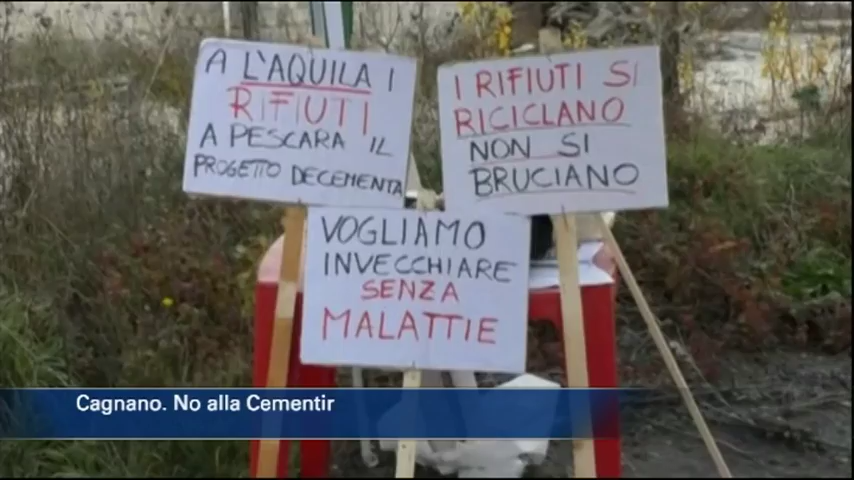 A L'AQUILA I
RIFIUTI
A PESCARA IL
PROGETTO DECEMENTA
I RIFIUTI SI
RICICLANO
NON SI
BRUCIANO
VOGLIAMO
INVECCHIARE
SENZA
MALATTIE
Cagnano. No alla Cementir